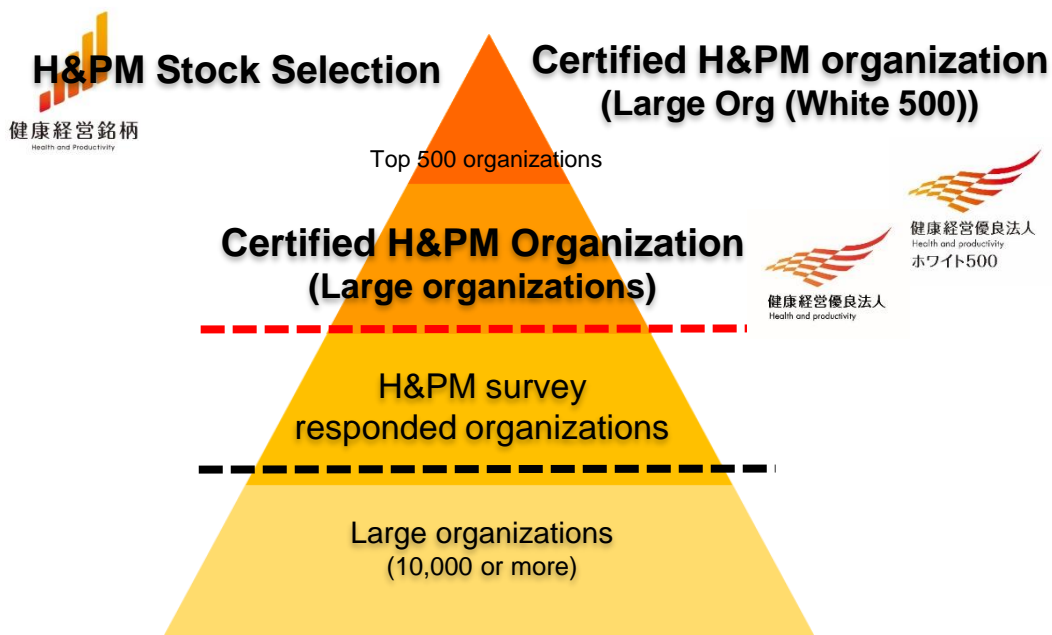 H&PM Stock Selection
健康経営銘柄
Health and Productivity
Certified H&PM organization
(Large Org (White 500))
Top 500 organizations
健康経営優良法人
Health and productivity
ホワイト500
Certified H&PM Organization
(Large organizations)
健康経営優良法人
Health and productivity
H&PM survey
responded organizations
Large organizations
(10,000 or more)